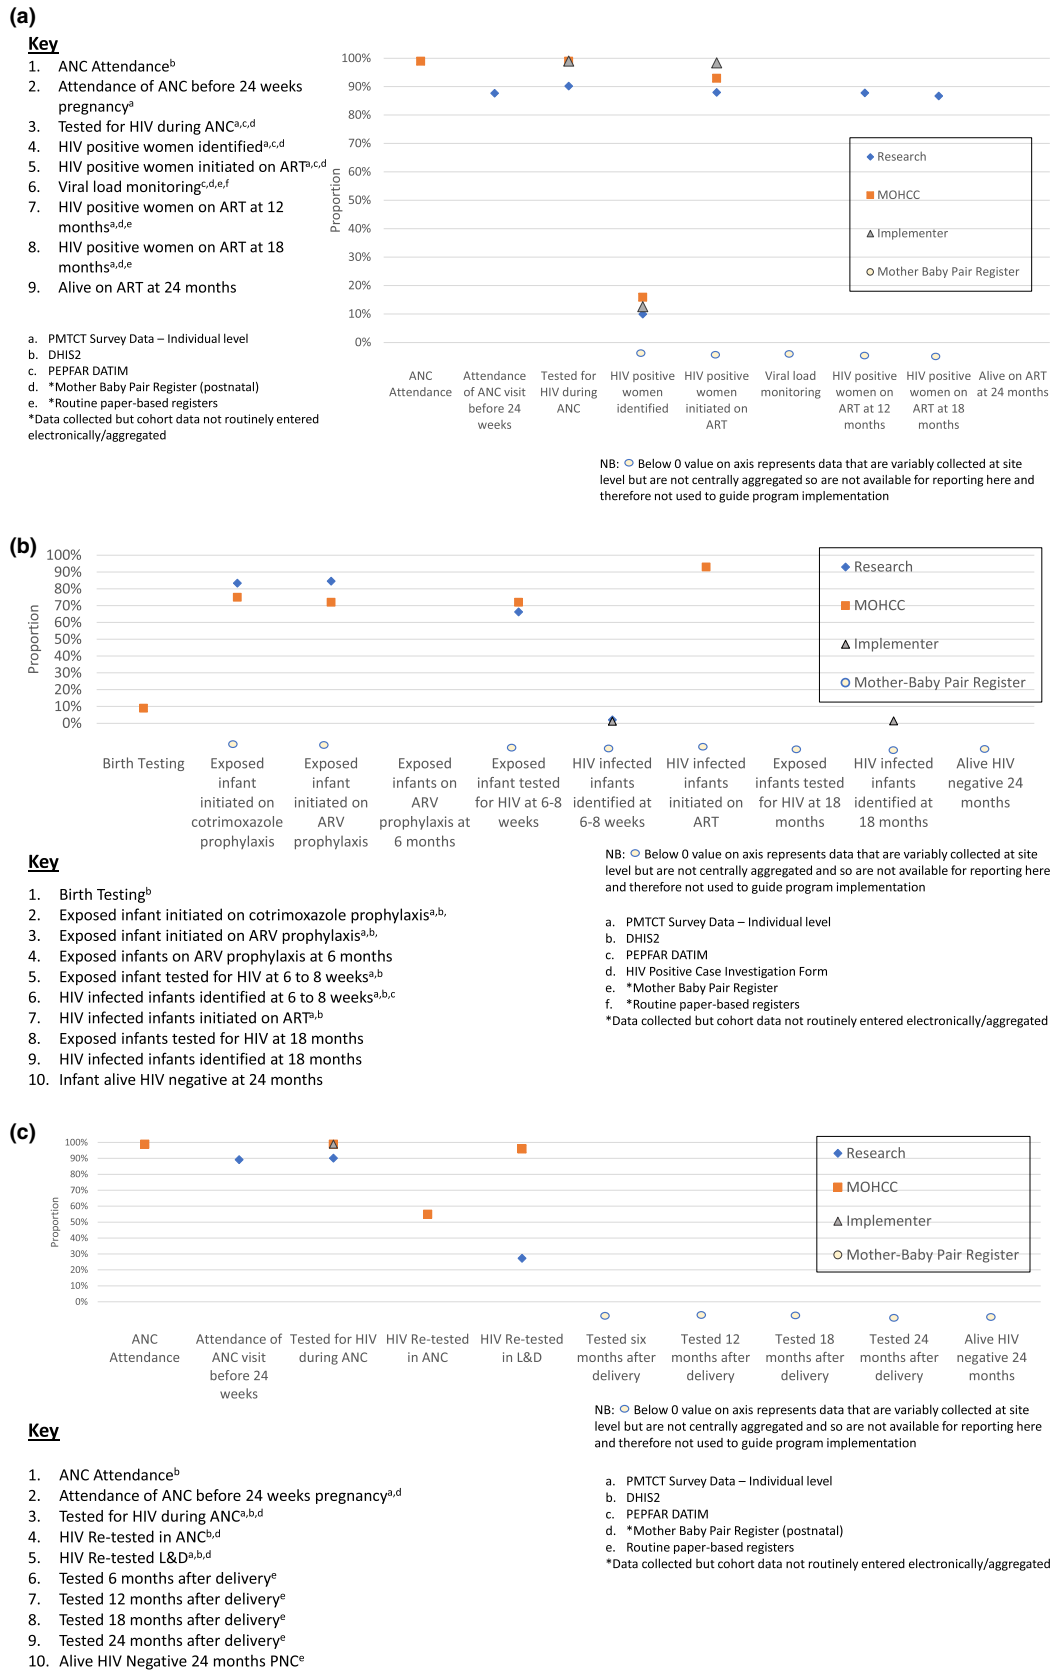 (a)
Key
1. ANC Attendanceb
2. Attendance of ANC before 24 weeks
pregnancya
3. Tested for HIV during ANCa,c,d
4. HIV positive women identifieda,c,d
5. HIV positive women initiated on ARTa,c,d
6. Viral load monitoringc,d,e,f
7. HIV positive women on ART at 12
monthsa,d,e
8. HIV positive women on ART at 18
monthsa,d,e
9. Alive on ART at 24 months
a. PMTCT Survey Data – Individual level
b. DHIS2
c. PEPFAR DATIM
d. *Mother Baby Pair Register (postnatal)
e. *Routine paper-based registers
*Data collected but cohort data not routinely entered
electronically/aggregated
Proportion
100%
90%
80%
70%
60%
50%
40%
30%
20%
10%
0%
Research
MOHCC
Implementer
Mother Baby Pair Register
ANC
Attendance
Attendance
of ANC visit
before 24
weeks
Tested for
HIV during
ANC
HIV positive
women
identified
HIV positive
women
initiated on
ART
Viral load
monitoring
HIV positive
women on
ART at 12
months
HIV positive
women on
ART at 18
months
Alive on ART
at 24 months
NB: Below 0 value on axis represents data that are variably collected at site
level but are not centrally aggregated so are not available for reporting here and
therefore not used to guide program implementation
(b)
Proportion
100%
90%
80%
70%
60%
50%
40%
30%
20%
10%
0%
Research
MOHCC
Implementer
Mother-Baby Pair Register
Birth Testing
Exposed
infant
initiated on
cotrimoxazole
prophylaxis
Exposed
infant
initiated on
ARV
prophylaxis
Exposed
infants on
ARV
prophylaxis at
6 months
Exposed
infant tested
for HIV at 6-8
weeks
HIV infected
infants
identified at
6-8 weeks
HIV infected
infants
initiated on
ART
Exposed
infants tested
for HIV at 18
months
HIV infected
infants
identified at
18 months
Alive HIV
negative 24
months
Key
1. Birth Testingb
2. Exposed infant initiated on cotrimoxazole prophylaxisa,b,
3. Exposed infant initiated on ARV prophylaxisa,b,
4. Exposed infants on ARV prophylaxis at 6 months
5. Exposed infant tested for HIV at 6 to 8 weeksa,b
6. HIV infected infants identified at 6 to 8 weeksa,b,c
7. HIV infected infants initiated on ARTa,b
8. Exposed infants tested for HIV at 18 months
9. HIV infected infants identified at 18 months
10. Infant alive HIV negative at 24 months
NB: Below 0 value on axis represents data that are variably collected at site
level but are not centrally aggregated and so are not available for reporting here
and therefore not used to guide program implementation
a. PMTCT Survey Data – Individual level
b. DHIS2
c. PEPFAR DATIM
d. HIV Positive Case Investigation Form
e. *Mother Baby Pair Register
f. *Routine paper-based registers
*Data collected but cohort data not routinely entered electronically/aggregated
(c)
Proportion
100%
90%
80%
70%
60%
50%
40%
30%
20%
10%
0%
Research
MOHCC
Implementer
Mother-Baby Pair Register
ANC
Attendance
Attendance of
ANC visit
before 24
weeks
Tested for HIV
during ANC
HIV Re-tested
in ANC
HIV Re-tested
in L&D
Tested six
months after
delivery
Tested 12
months after
delivery
Tested 18
months after
delivery
Tested 24
months after
delivery
Alive HIV
negative 24
months
NB: Below 0 value on axis represents data that are variably collected at site
level but are not centrally aggregated and so are not available for reporting here
and therefore not used to guide program implementation
Key
1. ANC Attendanceb
2. Attendance of ANC before 24 weeks pregnancya,d
3. Tested for HIV during ANCa,b,d
4. HIV Re-tested in ANCb,d
5. HIV Re-tested L&Da,b,d
6. Tested 6 months after deliverye
7. Tested 12 months after deliverye
8. Tested 18 months after deliverye
9. Tested 24 months after deliverye
10. Alive HIV Negative 24 months PNCe
a. PMTCT Survey Data – Individual level
b. DHIS2
c. PEPFAR DATIM
d. *Mother Baby Pair Register (postnatal)
e. Routine paper-based registers
*Data collected but cohort data not routinely entered electronically/aggregated